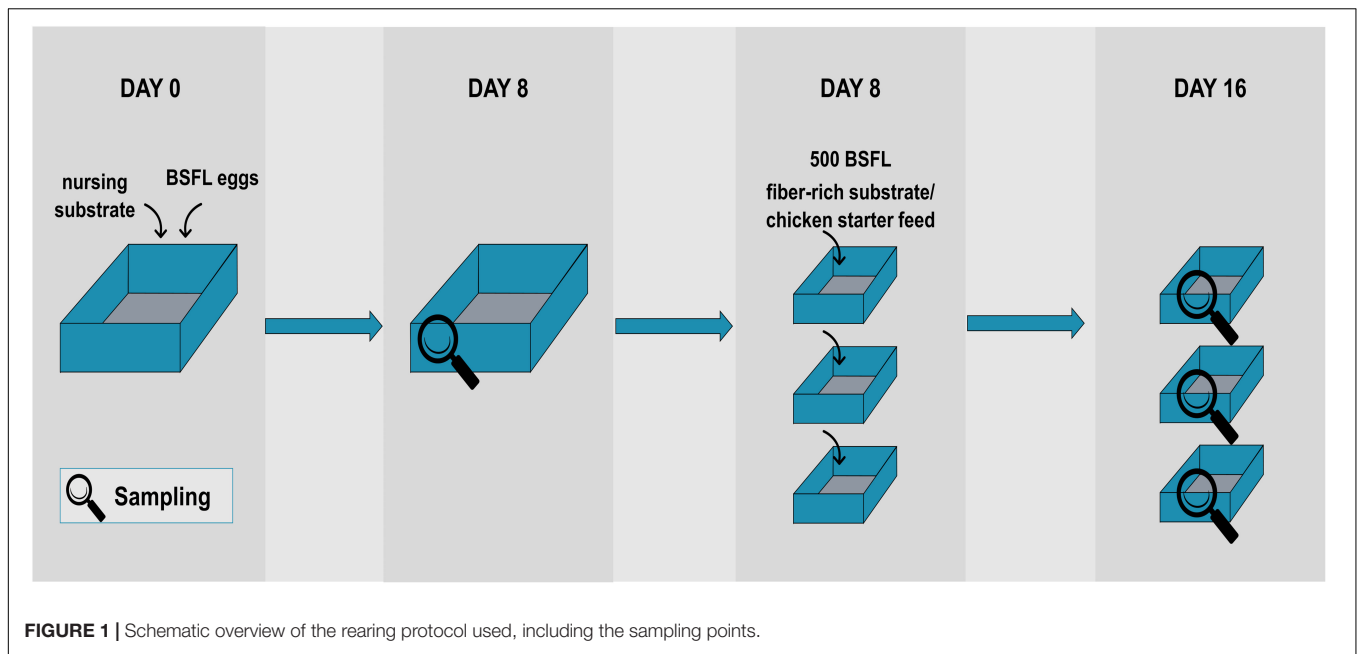 DAY 0
DAY 8
DAY 8
DAY 16
nursing
substrate
BSFL eggs
500 BSFL
fiber-rich substrate/
chicken starter feed
Sampling
FIGURE 1 | Schematic overview of the rearing protocol used, including the sampling points.